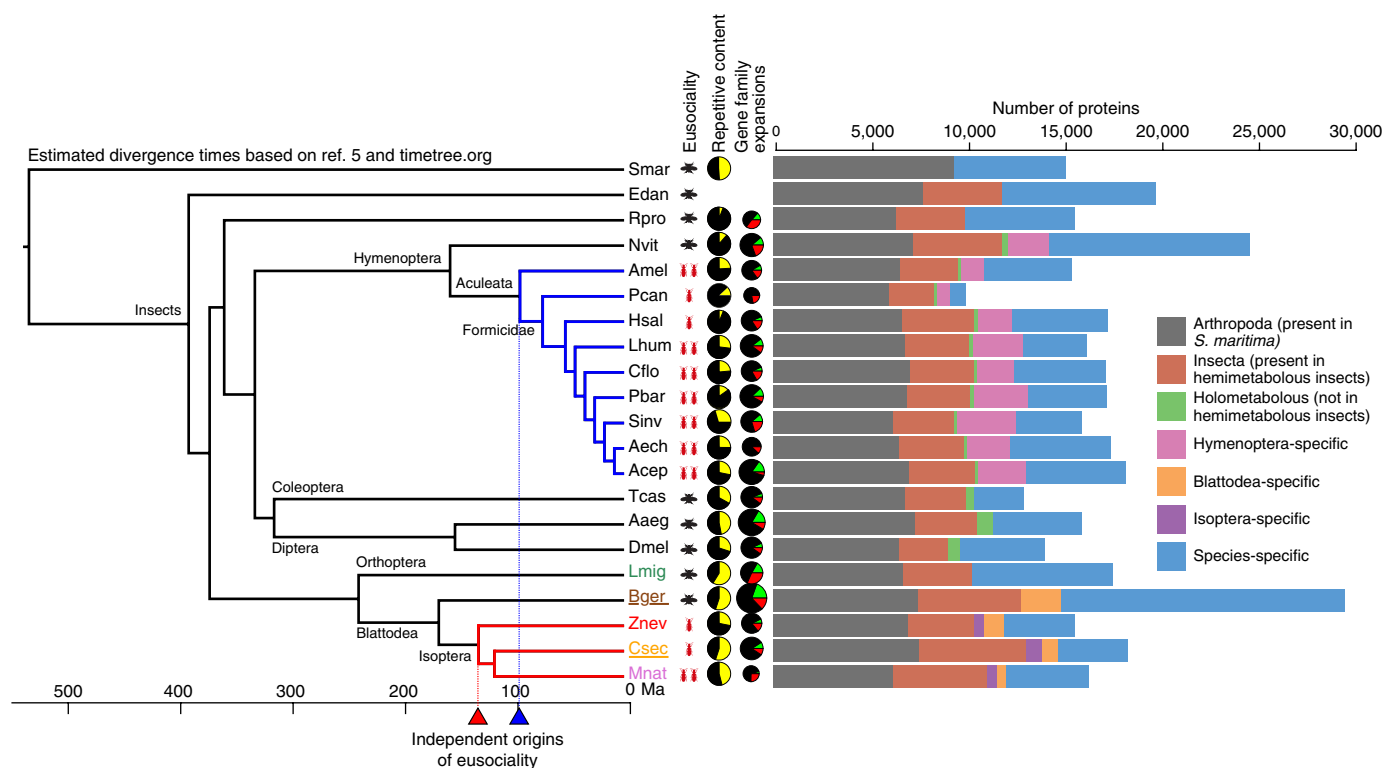 Eusociality
Repetitive content
Gene family
expansions
Number of proteins
0 5,000 10,000 15,000 20,000 25,000 30,000
Estimated divergence times based on ref. 5 and timetree.org
Smar
Edan
Rpro
Nvit
Amel
Pcan
Hsal
Lhum
Cflo
Pbar
Sinv
Aech
Acep
Tcas
Aaeg
Dmel
Lmig
Bger
Znev
Csec
Mnat
Insects
Hymenoptera
Aculeata
Formicidae
Coleoptera
Diptera
Orthoptera
Blattodea
Isoptera
500 400 300 200 100 0 Ma
Independent origins
of eusociality
Arthropoda (present in
S. maritima)
Insecta (present in
hemimetabolous insects)
Holometabolous (not in
hemimetabolous insects)
Hymenoptera-specific
Blattodea-specific
Isoptera-specific
Species-specific